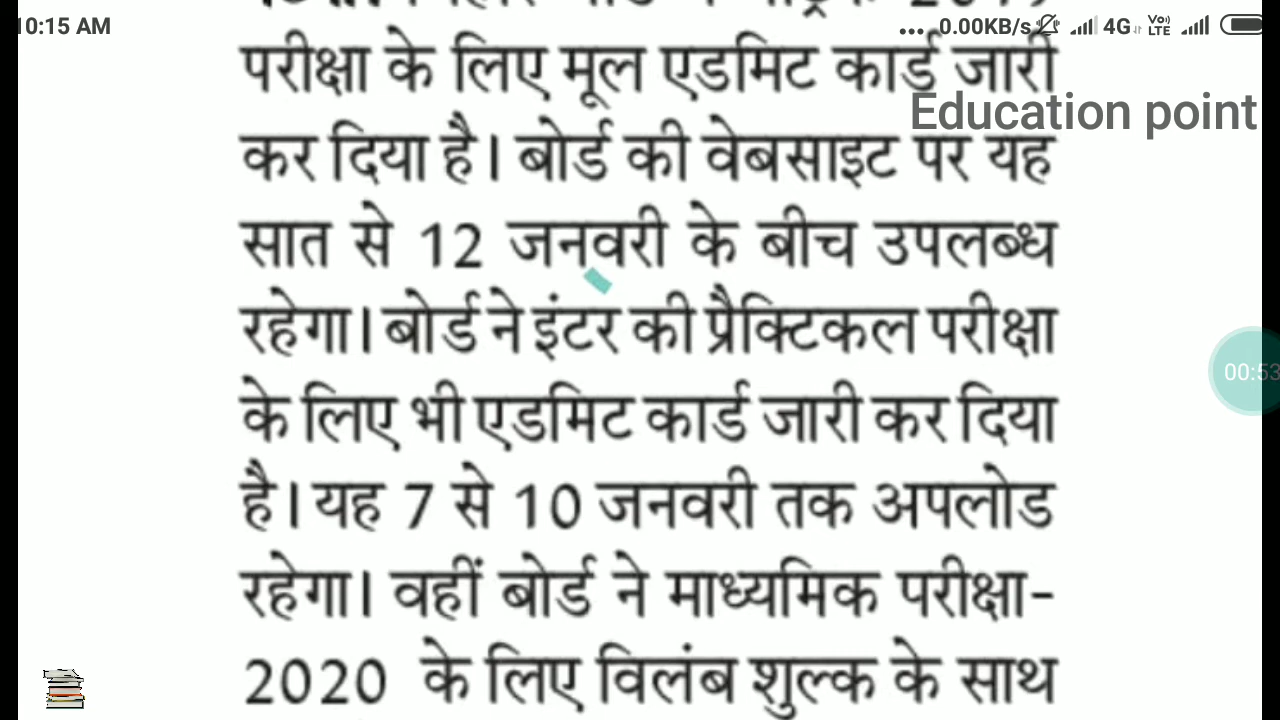 10:15 AM
0.00KB/s 4G VoLTE
परीक्षा के लिए मूल एडमिट कार्ड जारी
Education point
कर दिया है। बोर्ड की वेबसाइट पर यह
सात से 12 जनवरी के बीच उपलब्ध
रहेगा। बोर्ड ने इंटर की प्रैक्टिकल परीक्षा
00:53
के लिए भी एडमिट कार्ड जारी कर दिया
है। यह 7 से 10 जनवरी तक अपलोड
रहेगा। वहीं बोर्ड ने माध्यमिक परीक्षा-
2020 के लिए विलंब शुल्क के साथ